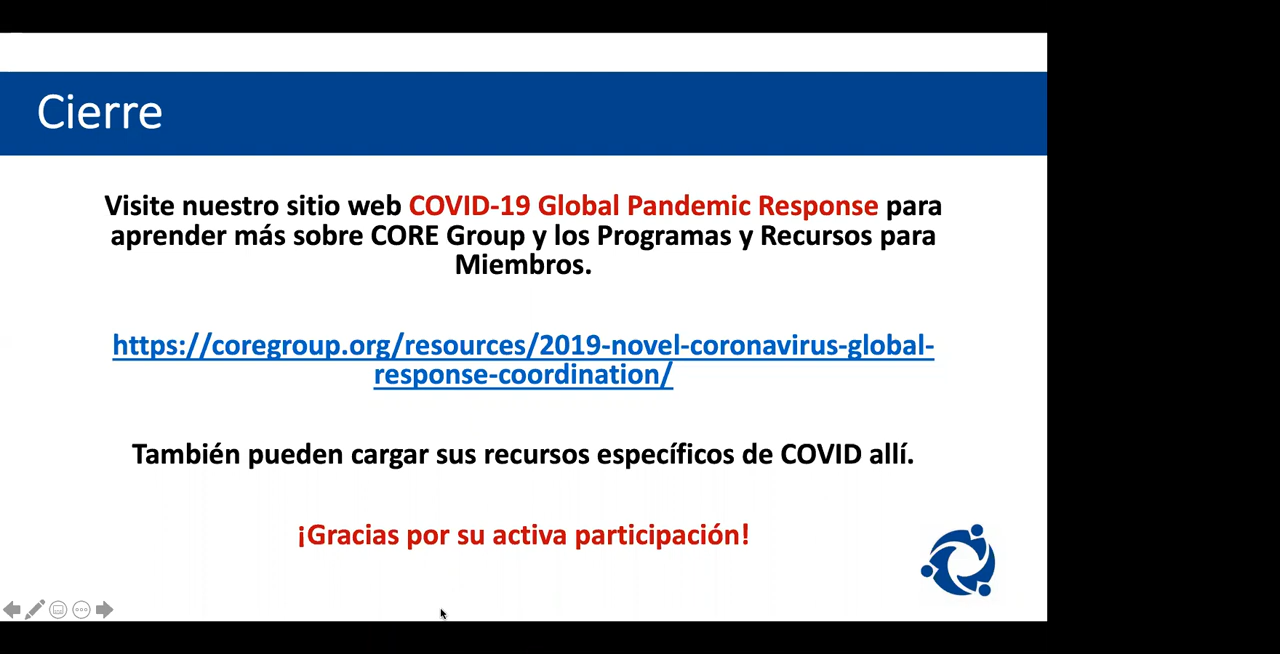 Cierre
Visite nuestro sitio web COVID-19 Global Pandemic Response para
aprender más sobre CORE Group y los Programas y Recursos para
Miembros.
https://coregroup.org/resources/2019-novel-coronavirus-global-
response-coordination/
También pueden cargar sus recursos específicos de COVID allí.
¡Gracias por su activa participación!